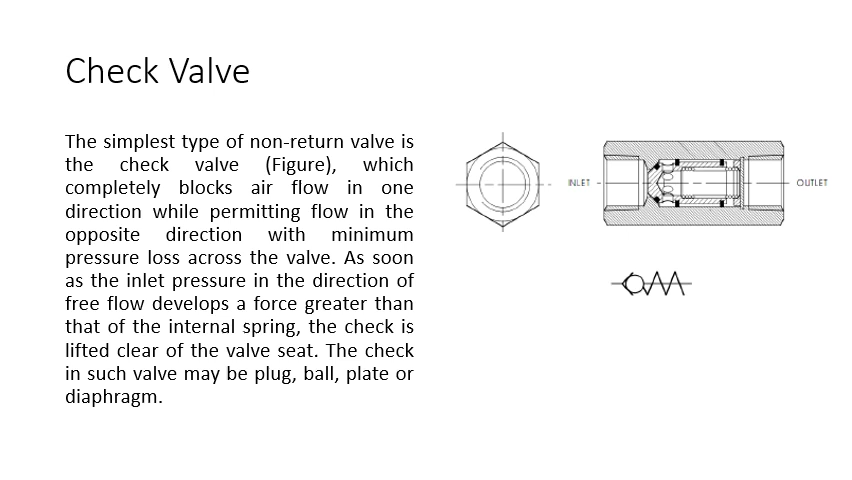 Check Valve
The simplest type of non-return valve is
the check valve (Figure), which
completely blocks air flow in one
direction while permitting flow in the
opposite direction with minimum
pressure loss across the valve. As soon
as the inlet pressure in the direction of
free flow develops a force greater than
that of the internal spring, the check is
lifted clear of the valve seat. The check
in such valve may be plug, ball, plate or
diaphragm.
INLET
OUTLET